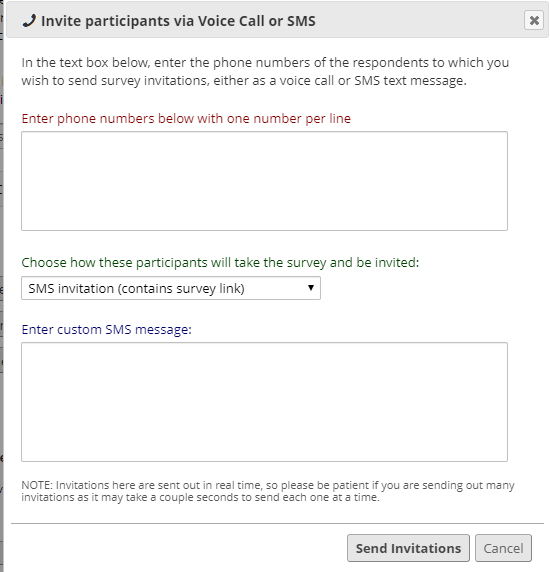 Invite participants via Voice Call or SMS
In the text box below, enter the phone numbers of the respondents to which you
wish to send survey invitations, either as a voice call or SMS text message.
Enter phone numbers below with one number per line
Choose how these participants will take the survey and be invited:
SMS invitation (contains survey link)
Enter custom SMS message:
NOTE: Invitations here are sent out in real time, so please be patient if you are sending out many
invitations as it may take a couple seconds to send each one at a time.
Send Invitations
Cancel